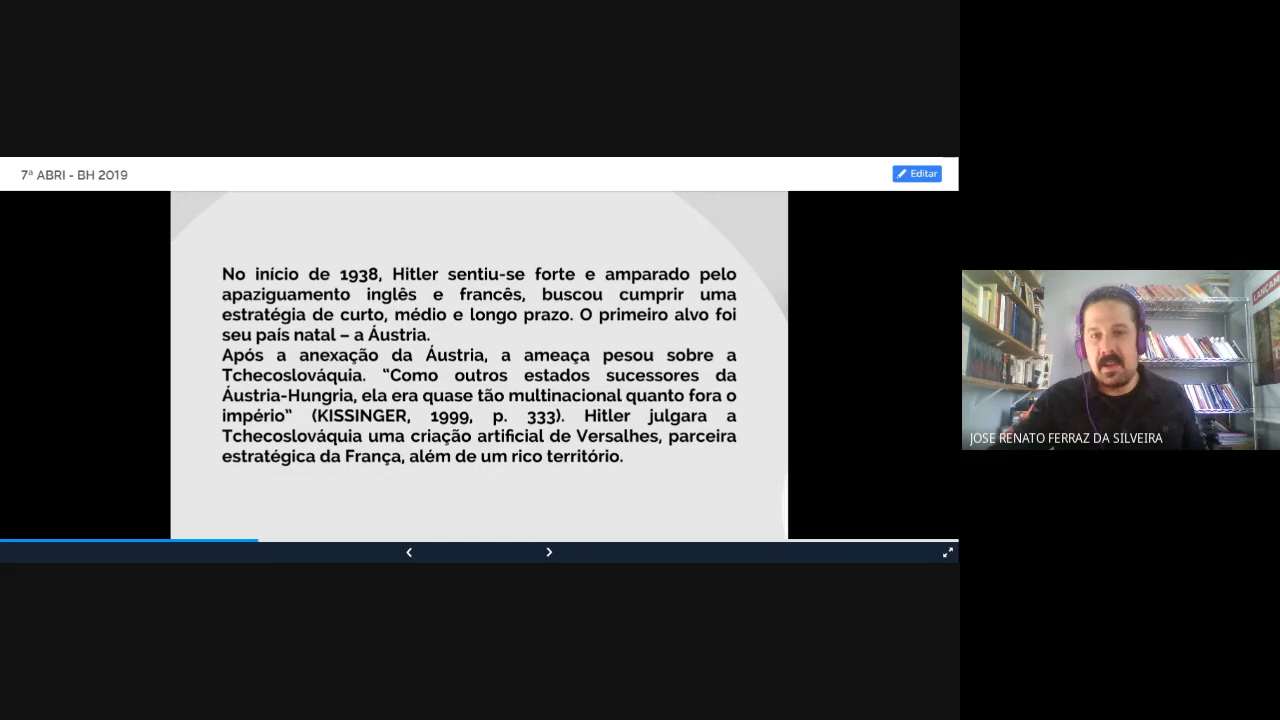 7ª ABRI - BH 2019
Editar
No início de 1938, Hitler sentiu-se forte e amparado pelo
apaziguamento inglês e francês, buscou cumprir uma
estratégia de curto, médio e longo prazo. O primeiro alvo foi
seu país natal – a Áustria.
Após a anexação da Áustria, a ameaça pesou sobre a
Tchecoslováquia. “Como outros estados sucessores da
Áustria-Hungria, ela era quase tão multinacional quanto fora o
império” (KISSINGER, 1999, p. 333). Hitler julgara a
Tchecoslováquia uma criação artificial de Versalhes, parceira
estratégica da França, além de um rico território.
JOSE RENATO FERRAZ DA SILVEIRA